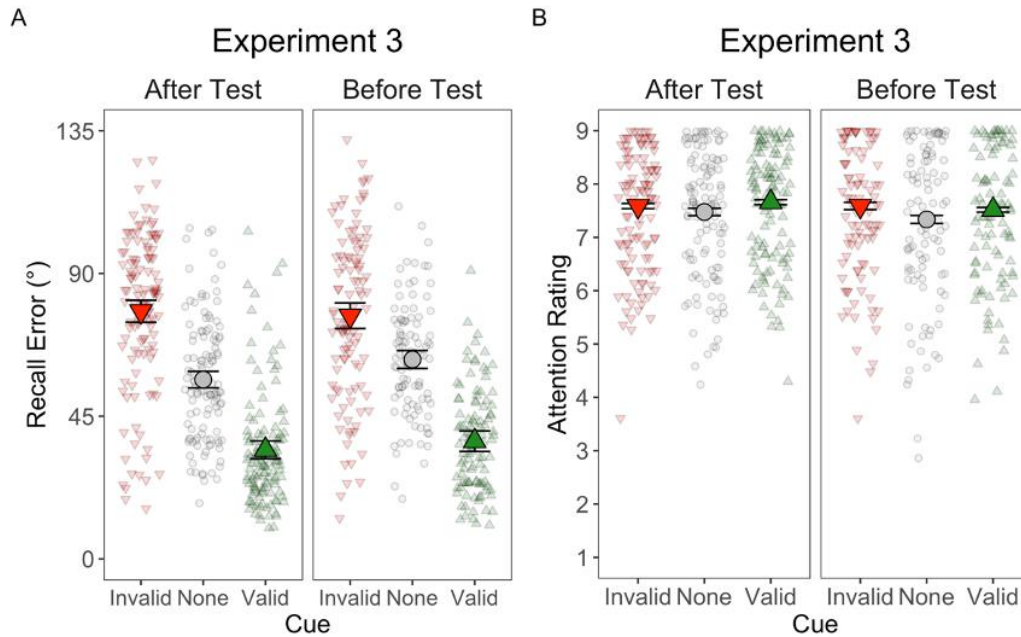 A
Experiment 3
After Test
Before Test
Recall Error (°)
135
90
45
0
Invalid None Valid
Invalid None Valid
Cue
B
Experiment 3
After Test
Before Test
Attention Rating
9
8
7
6
5
4
3
2
1
Invalid None Valid
Invalid None Valid
Cue